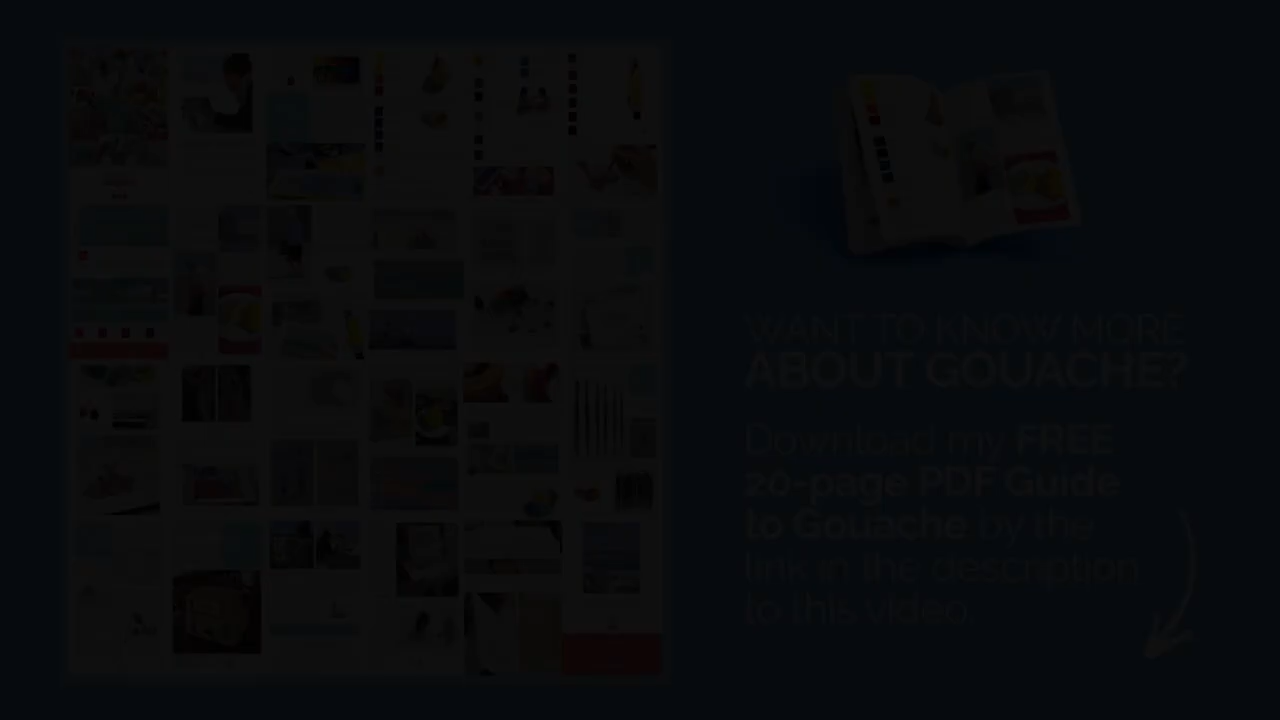 WANT TO KNOW MORE
ABOUT GOUACHE?
Download my FREE
20-page PDF Guide
to Gouache by the
link in the description
to this video.